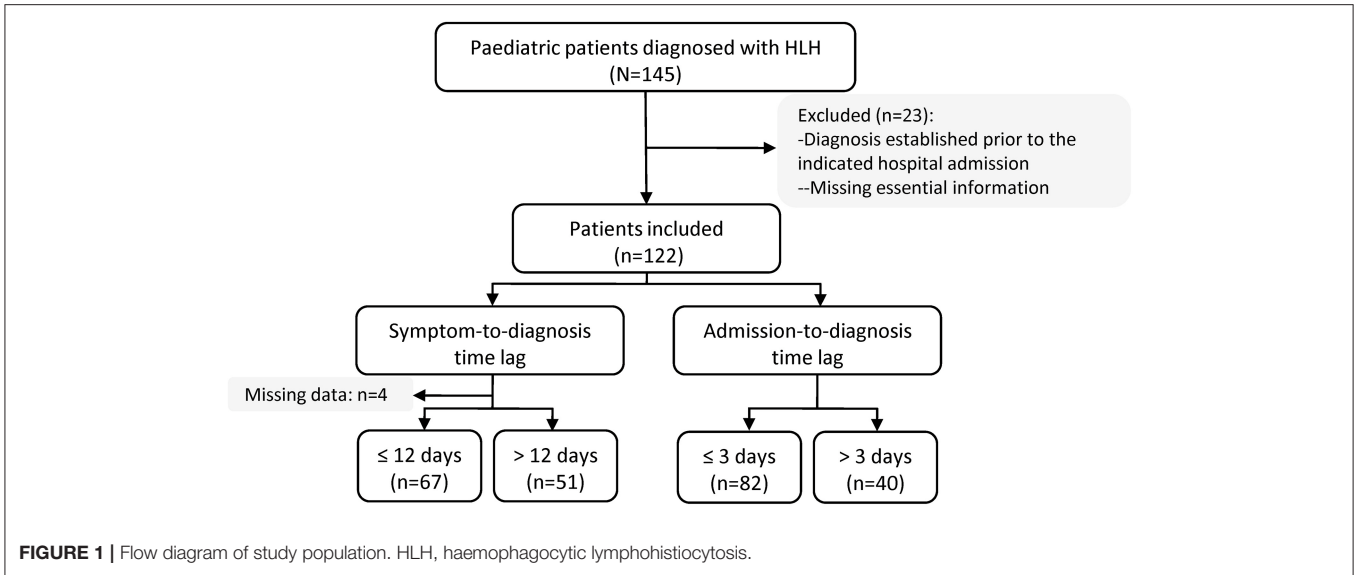 Paediatric patients diagnosed with HLH
(N=145)
Excluded (n=23):
-Diagnosis established prior to the
indicated hospital admission
--Missing essential information
Patients included
(n=122)
Symptom-to-diagnosis
time lag
Admission-to-diagnosis
time lag
Missing data: n=4
≤ 12 days
(n=67)
> 12 days
(n=51)
≤ 3 days
(n=82)
> 3 days
(n=40)
FIGURE 1 | Flow diagram of study population. HLH, haemophagocytic lymphohistiocytosis.